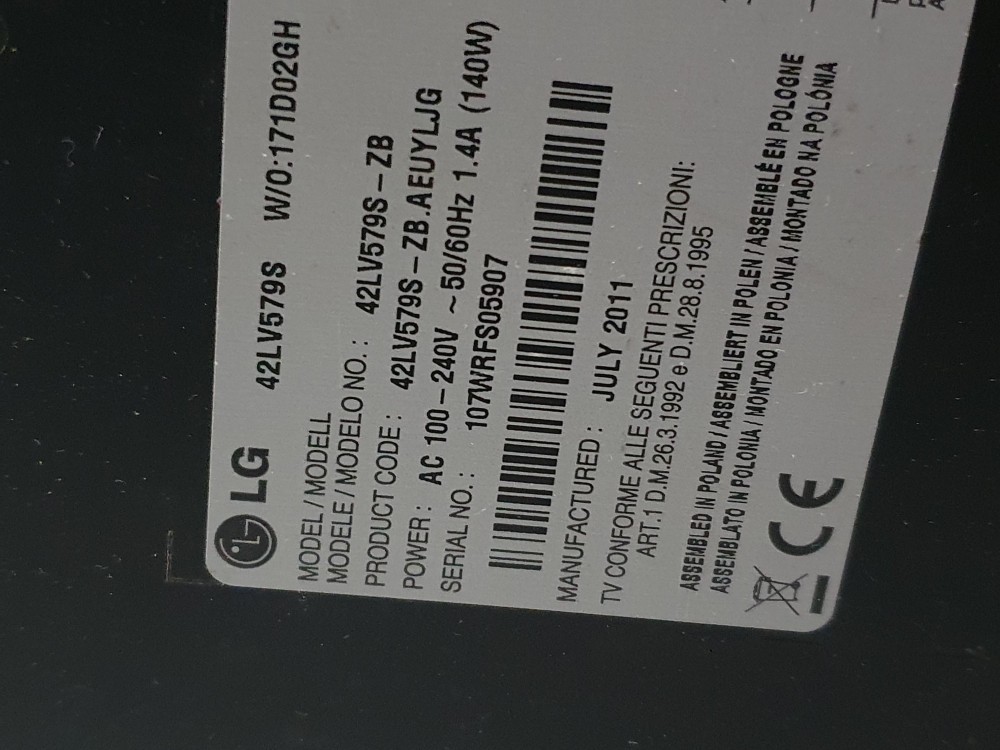 LG 42LV579S W/O:171D02GH
MODEL / MODELL
MODELE / MODELO NO. : 42LV579S-ZB
PRODUCT CODE : 42LV579S-ZB.AEUYLJG
POWER : AC 100-240V ~50/60Hz 1.4A (140W)
SERIAL NO. : 107WRFS05907
MANUFACTURED : JULY 2011
TV CONFORME ALLE SEGUENTI PRESCRIZIONI:
ART.1 D.M.26.3.1992 e D.M.28.8.1995
ASSEMBLED IN POLAND / ASSEMBLIERT IN POLEN / ASSEMBLÉ EN POLOGNE
ASSEMBLATO IN POLONIA / MONTADO EN POLONIA / MONTADO NA POLÓNIA
CE